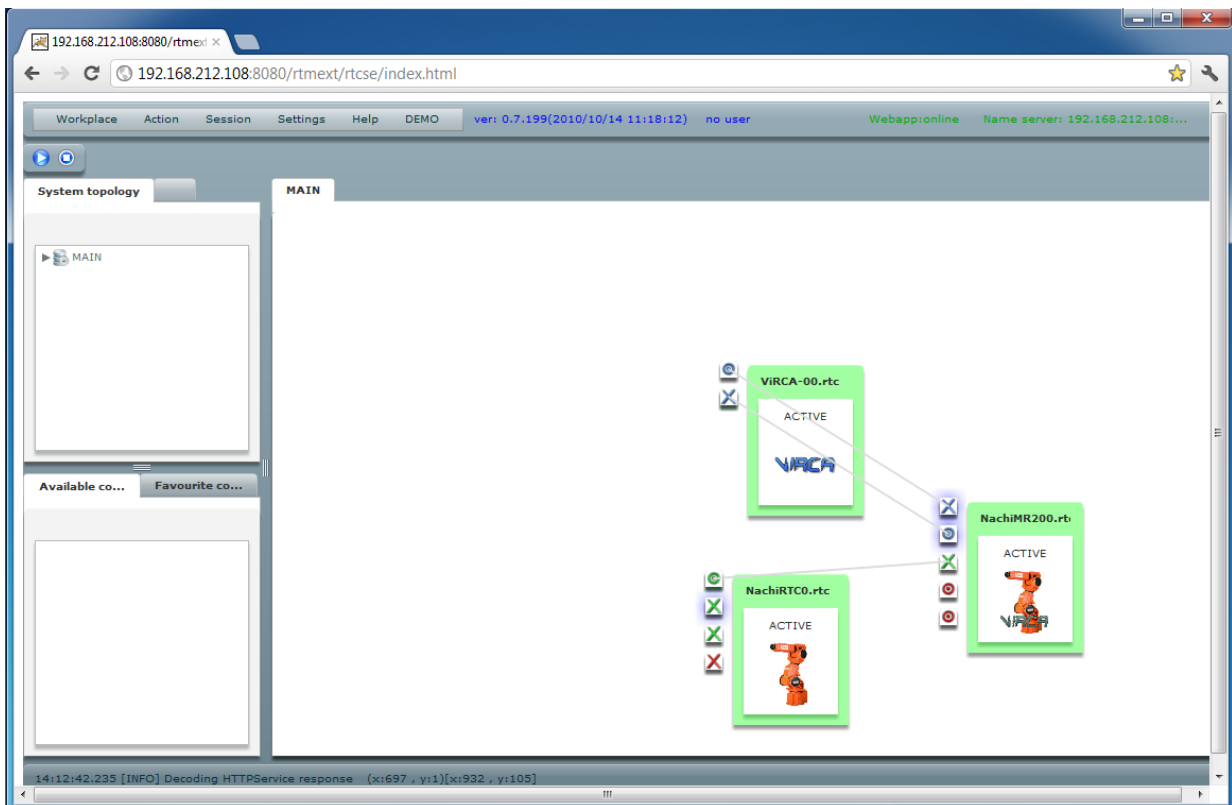 192.168.212.108:8080/rtmext
192.168.212.108:8080/rtmext/rtcse/index.html
Workplace Action Session Settings Help DEMO ver: 0.7.199(2010/10/14 11:18:12) no user Webapp:online Name server: 192.168.212.108:...
System topology
MAIN
MAIN
ViRCA-00.rtc
ACTIVE
VIRCA
Available co... Favourite co...
NachiMR200.rt
ACTIVE
VIRCA
NachiRTC0.rtc
ACTIVE
14:12:42.235 [INFO] Decoding HTTPService response (x:697 , y:1)[x:932 , y:105]